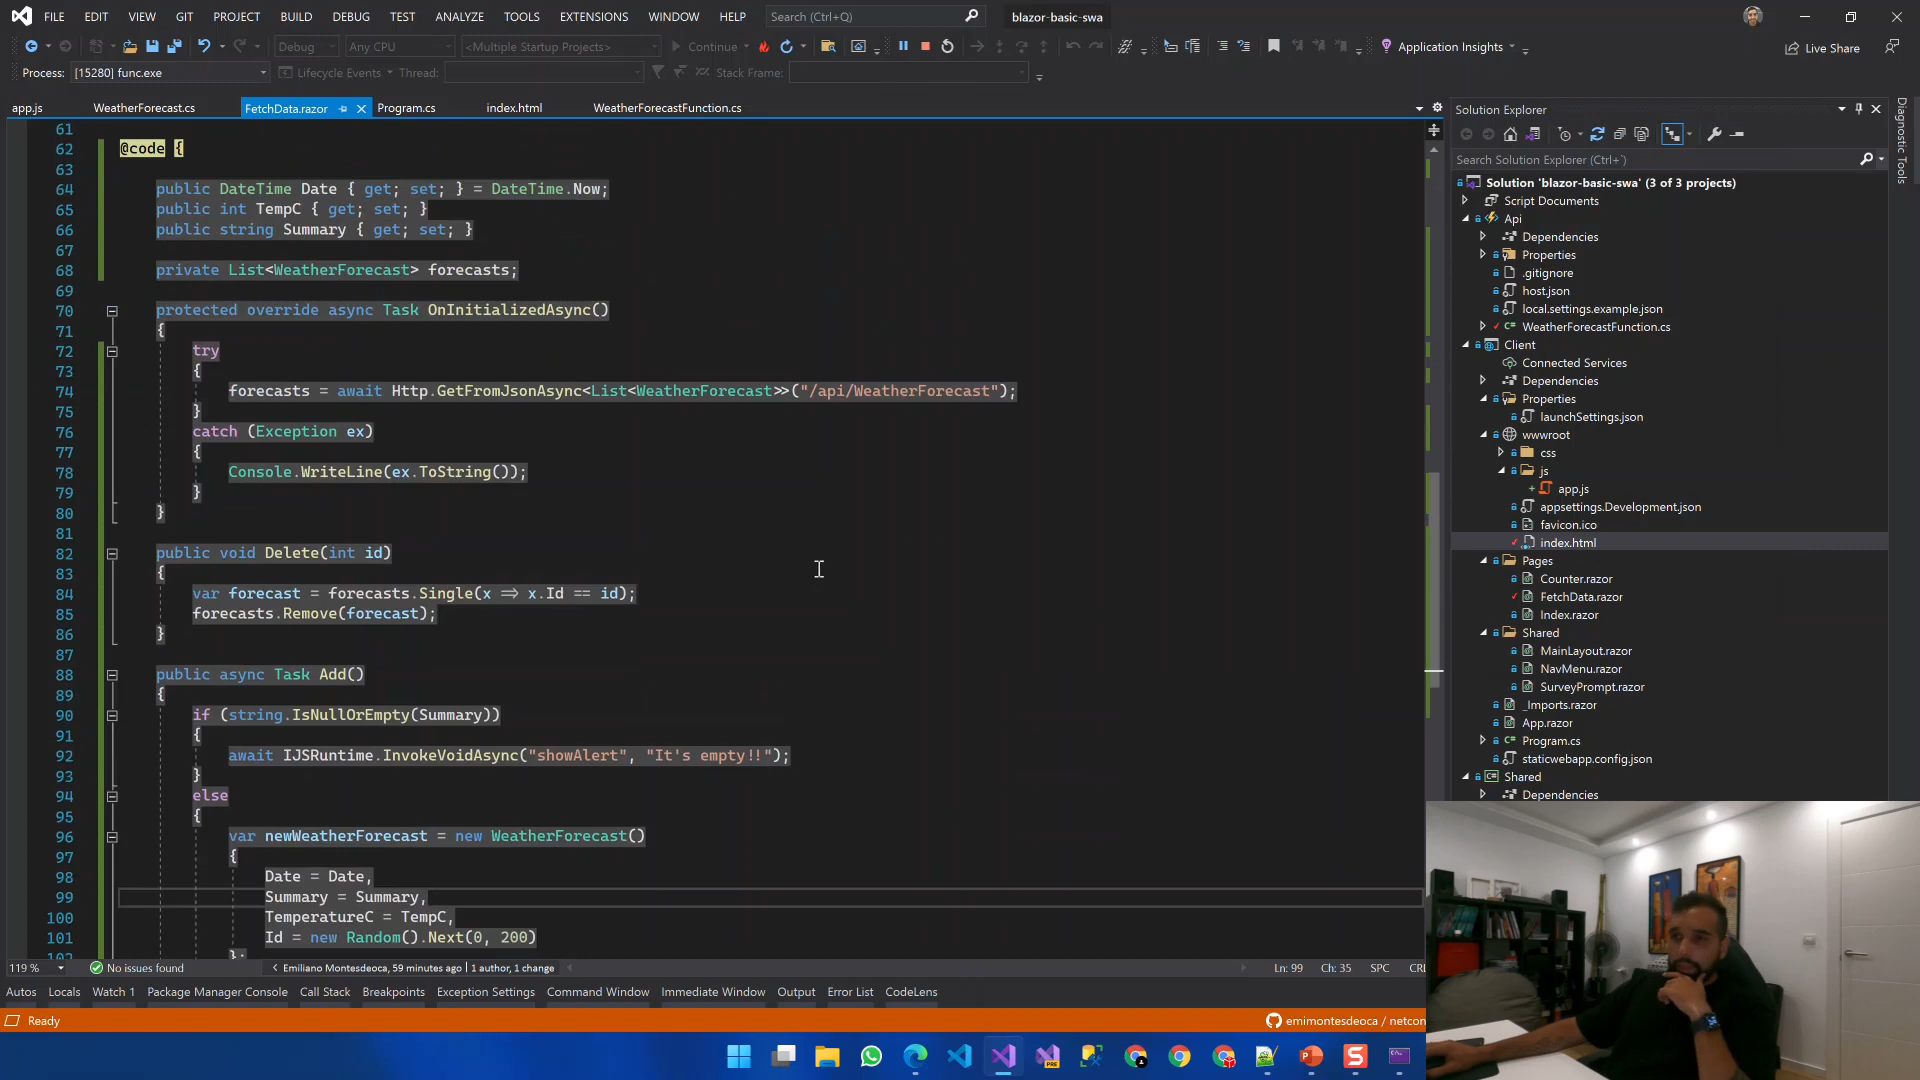 FILE EDIT VIEW GIT PROJECT BUILD DEBUG TEST ANALYZE TOOLS EXTENSIONS WINDOW HELP Search (Ctrl+Q) blazor-basic-swa
Debug Any CPU <Multiple Startup Projects> Continue Application Insights Live Share
Process: [15280] func.exe Lifecycle Events Thread: Stack Frame:
app.js WeatherForecast.cs FetchData.razor Program.cs index.html WeatherForecastFunction.cs
61
62 @code {
63
64 public DateTime Date { get; set; } = DateTime.Now;
65 public int TempC { get; set; }
66 public string Summary { get; set; }
67
68 private List<WeatherForecast> forecasts;
69
70 protected override async Task OnInitializedAsync()
71 {
72 try
73 {
74 forecasts = await Http.GetFromJsonAsync<List<WeatherForecast>>("/api/WeatherForecast");
75 }
76 catch (Exception ex)
77 {
78 Console.WriteLine(ex.ToString());
79 }
80 }
81
82 public void Delete(int id)
83 {
84 var forecast = forecasts.Single(x => x.Id == id);
85 forecasts.Remove(forecast);
86 }
87
88 public async Task Add()
89 {
90 if (string.IsNullOrEmpty(Summary))
91 {
92 await IJSRuntime.InvokeVoidAsync("showAlert", "It's empty!!");
93 }
94 else
95 {
96 var newWeatherForecast = new WeatherForecast()
97 {
98 Date = Date,
99 Summary = Summary,
100 TemperatureC = TempC,
101 Id = new Random().Next(0, 200)
102 };
119 % No issues found Emiliano Montesdeoca, 59 minutes ago | 1 author, 1 change Ln: 99 Ch: 35 SPC CRL
Autos Locals Watch 1 Package Manager Console Call Stack Breakpoints Exception Settings Command Window Immediate Window Output Error List CodeLens
Ready emimontesdeoca / netcon
Solution Explorer
Search Solution Explorer (Ctrl+`)
Solution 'blazor-basic-swa' (3 of 3 projects)
Script Documents
Api
Dependencies
Properties
.gitignore
host.json
local.settings.example.json
WeatherForecastFunction.cs
Client
Connected Services
Dependencies
Properties
launchSettings.json
wwwroot
css
js
app.js
appsettings.Development.json
favicon.ico
index.html
Pages
Counter.razor
FetchData.razor
Index.razor
Shared
MainLayout.razor
NavMenu.razor
SurveyPrompt.razor
_Imports.razor
App.razor
Program.cs
staticwebapp.config.json
Shared
Dependencies
Diagnostic Tools